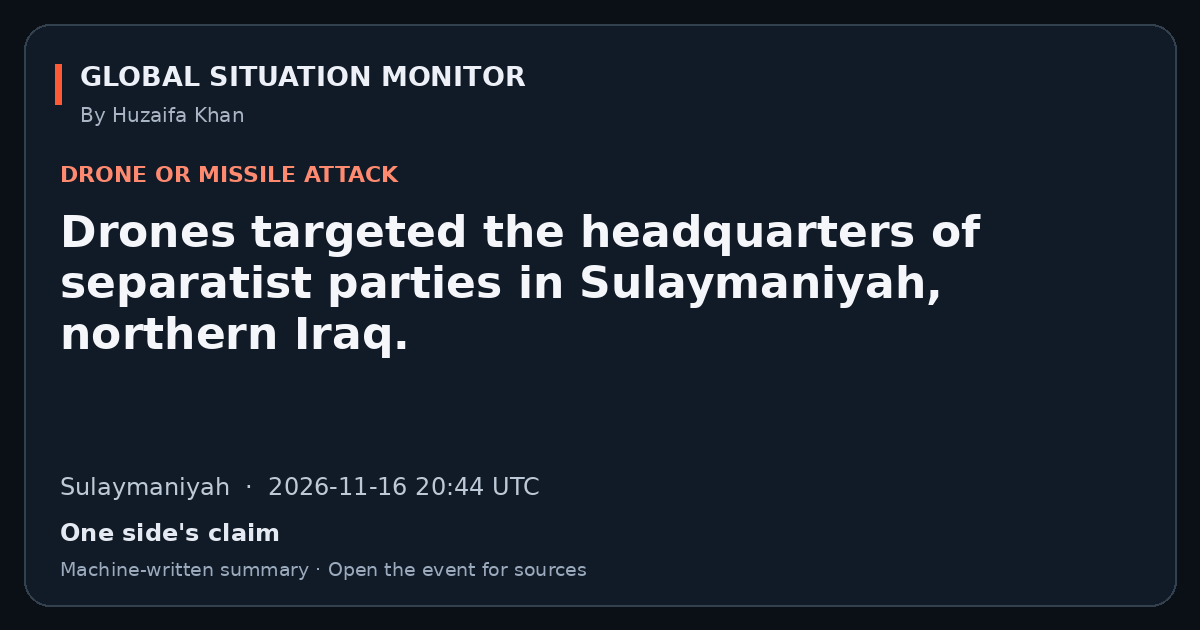 GLOBAL SITUATION MONITOR
By Huzaifa Khan
DRONE OR MISSILE ATTACK
Drones targeted the headquarters of
separatist parties in Sulaymaniyah,
northern Iraq.
Sulaymaniyah · 2026-11-16 20:44 UTC
One side's claim
Machine-written summary · Open the event for sources